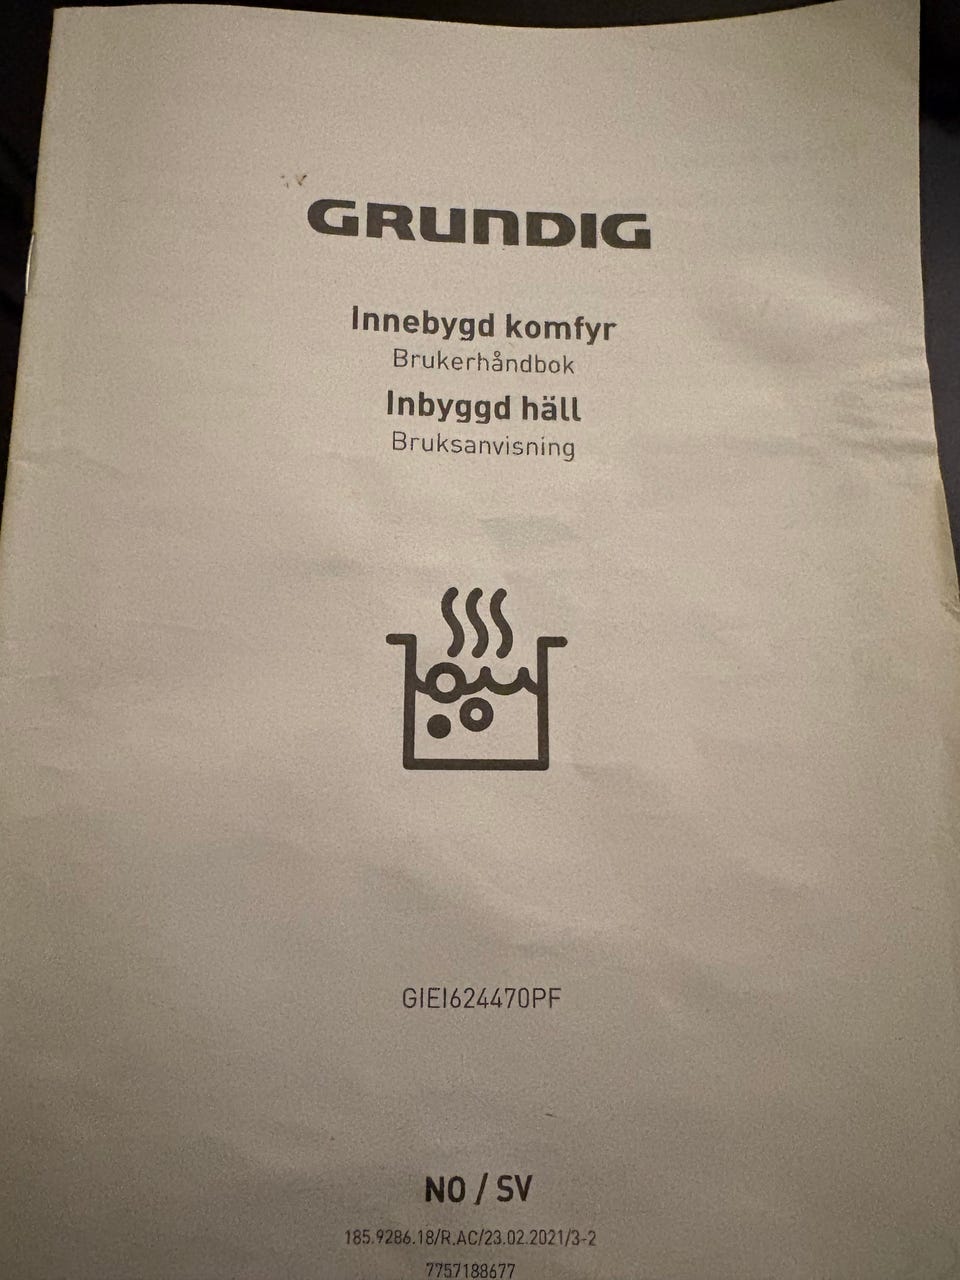 GRUNDIG
Innebygd komfyr
Brukerhåndbok
Inbyggd häll
Bruksanvisning
GIEI624470PF
NO / SV
185.9286.18/R.AC/23.02.2021/3-2
7757188677